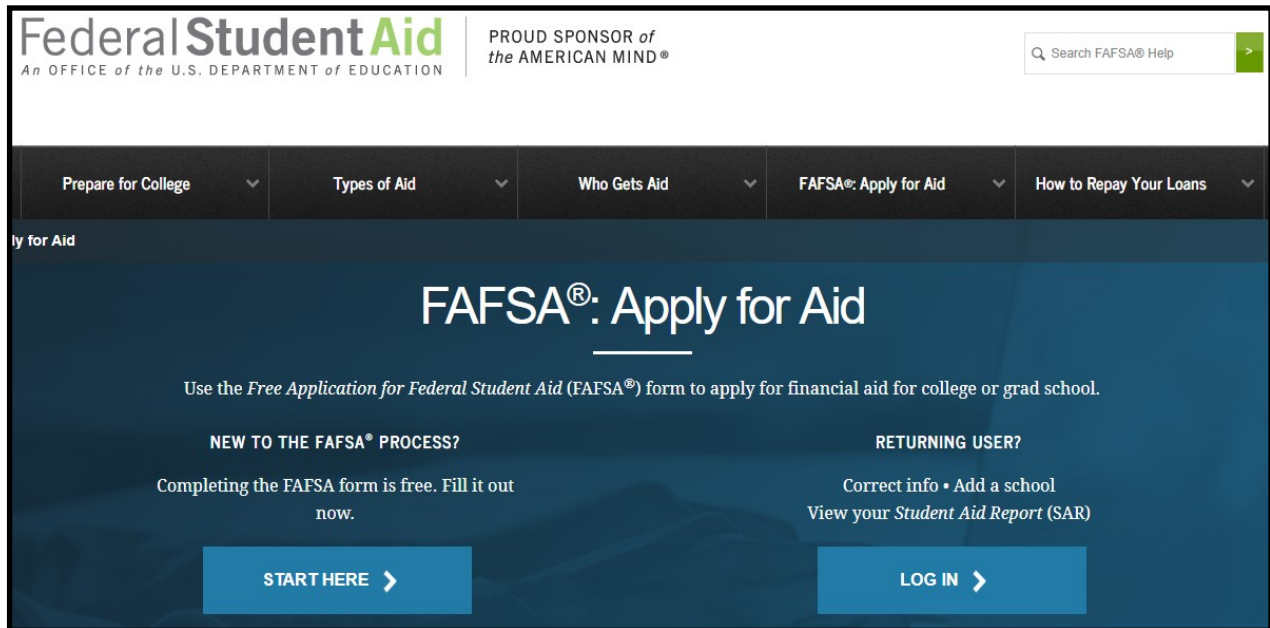 Federal Student Aid
An OFFICE of the U.S. DEPARTMENT of EDUCATION
PROUD SPONSOR of
the AMERICAN MIND®
Search FAFSA® Help
>
Prepare for College
Types of Aid
Who Gets Aid
FAFSA®: Apply for Aid
How to Repay Your Loans
ly for Aid
FAFSA®: Apply for Aid
Use the Free Application for Federal Student Aid (FAFSA®) form to apply for financial aid for college or grad school.
NEW TO THE FAFSA® PROCESS?
Completing the FAFSA form is free. Fill it out
now.
START HERE
RETURNING USER?
Correct info • Add a school
View your Student Aid Report (SAR)
LOG IN